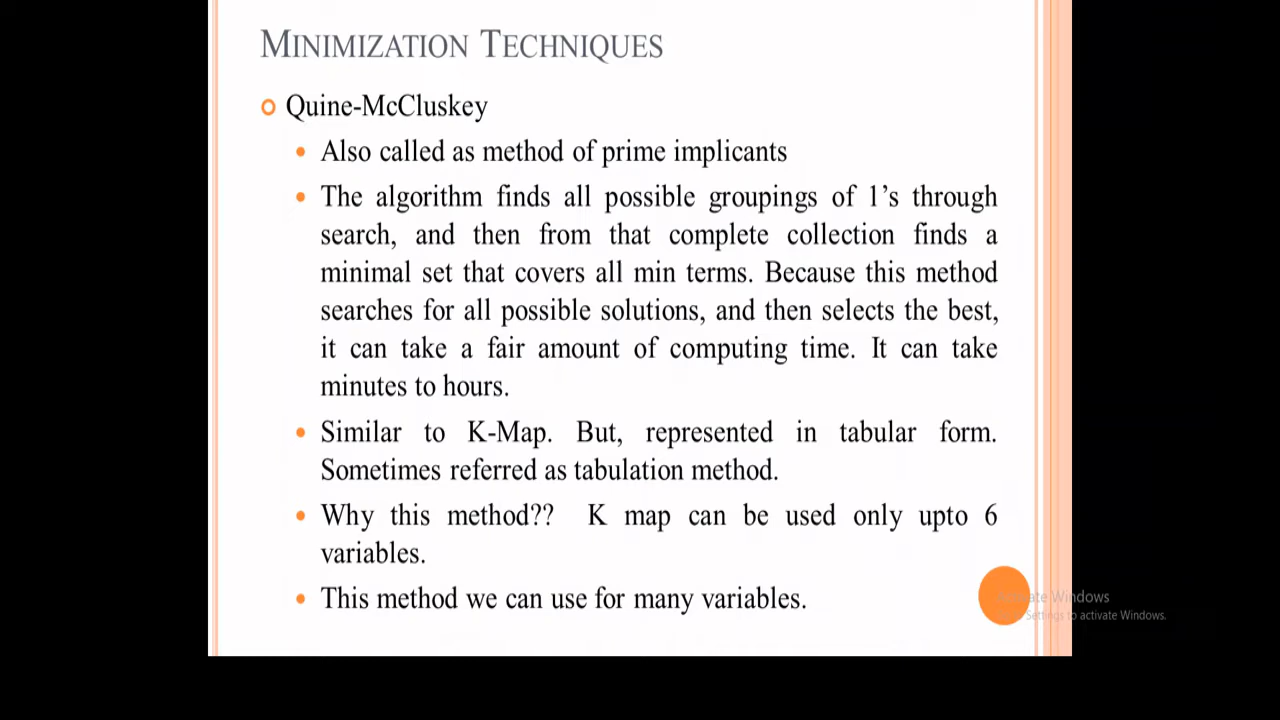 MINIMIZATION TECHNIQUES
Quine-McCluskey
Also called as method of prime implicants
The algorithm finds all possible groupings of 1's through
search, and then from that complete collection finds a
minimal set that covers all min terms. Because this method
searches for all possible solutions, and then selects the best,
it can take a fair amount of computing time. It can take
minutes to hours.
Similar to K-Map. But, represented in tabular form.
Sometimes referred as tabulation method.
Why this method?? K map can be used only upto 6
variables.
This method we can use for many variables.
Activate Windows
Settings to activate Windows.